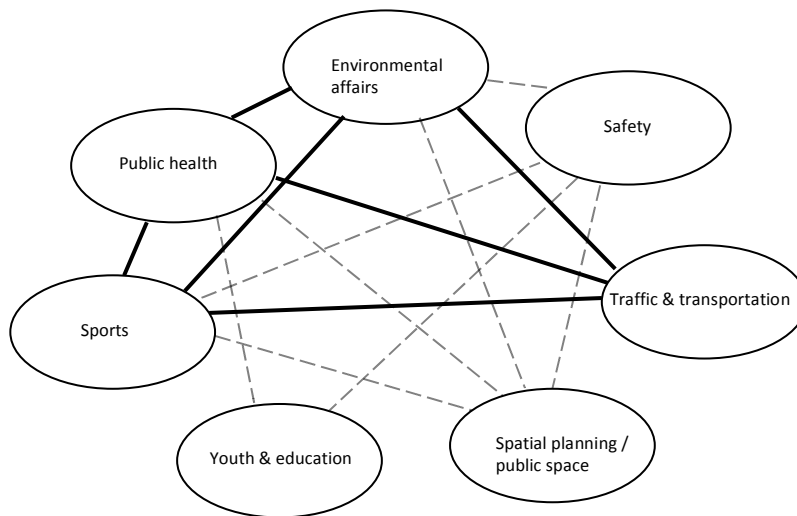 Environmental
affairs
Safety
Public health
Traffic & transportation
Sports
Youth & education
Spatial planning /
public space